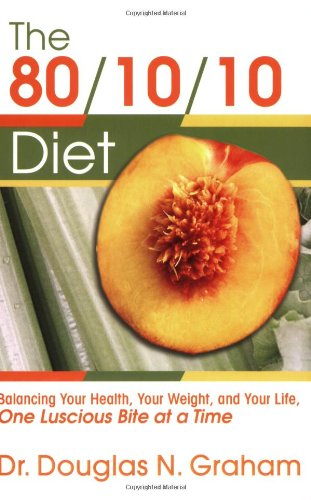 The
80/10/10
Diet
Balancing Your Health, Your Weight, and Your Life,
One Luscious Bite at a Time
Dr. Douglas N. Graham